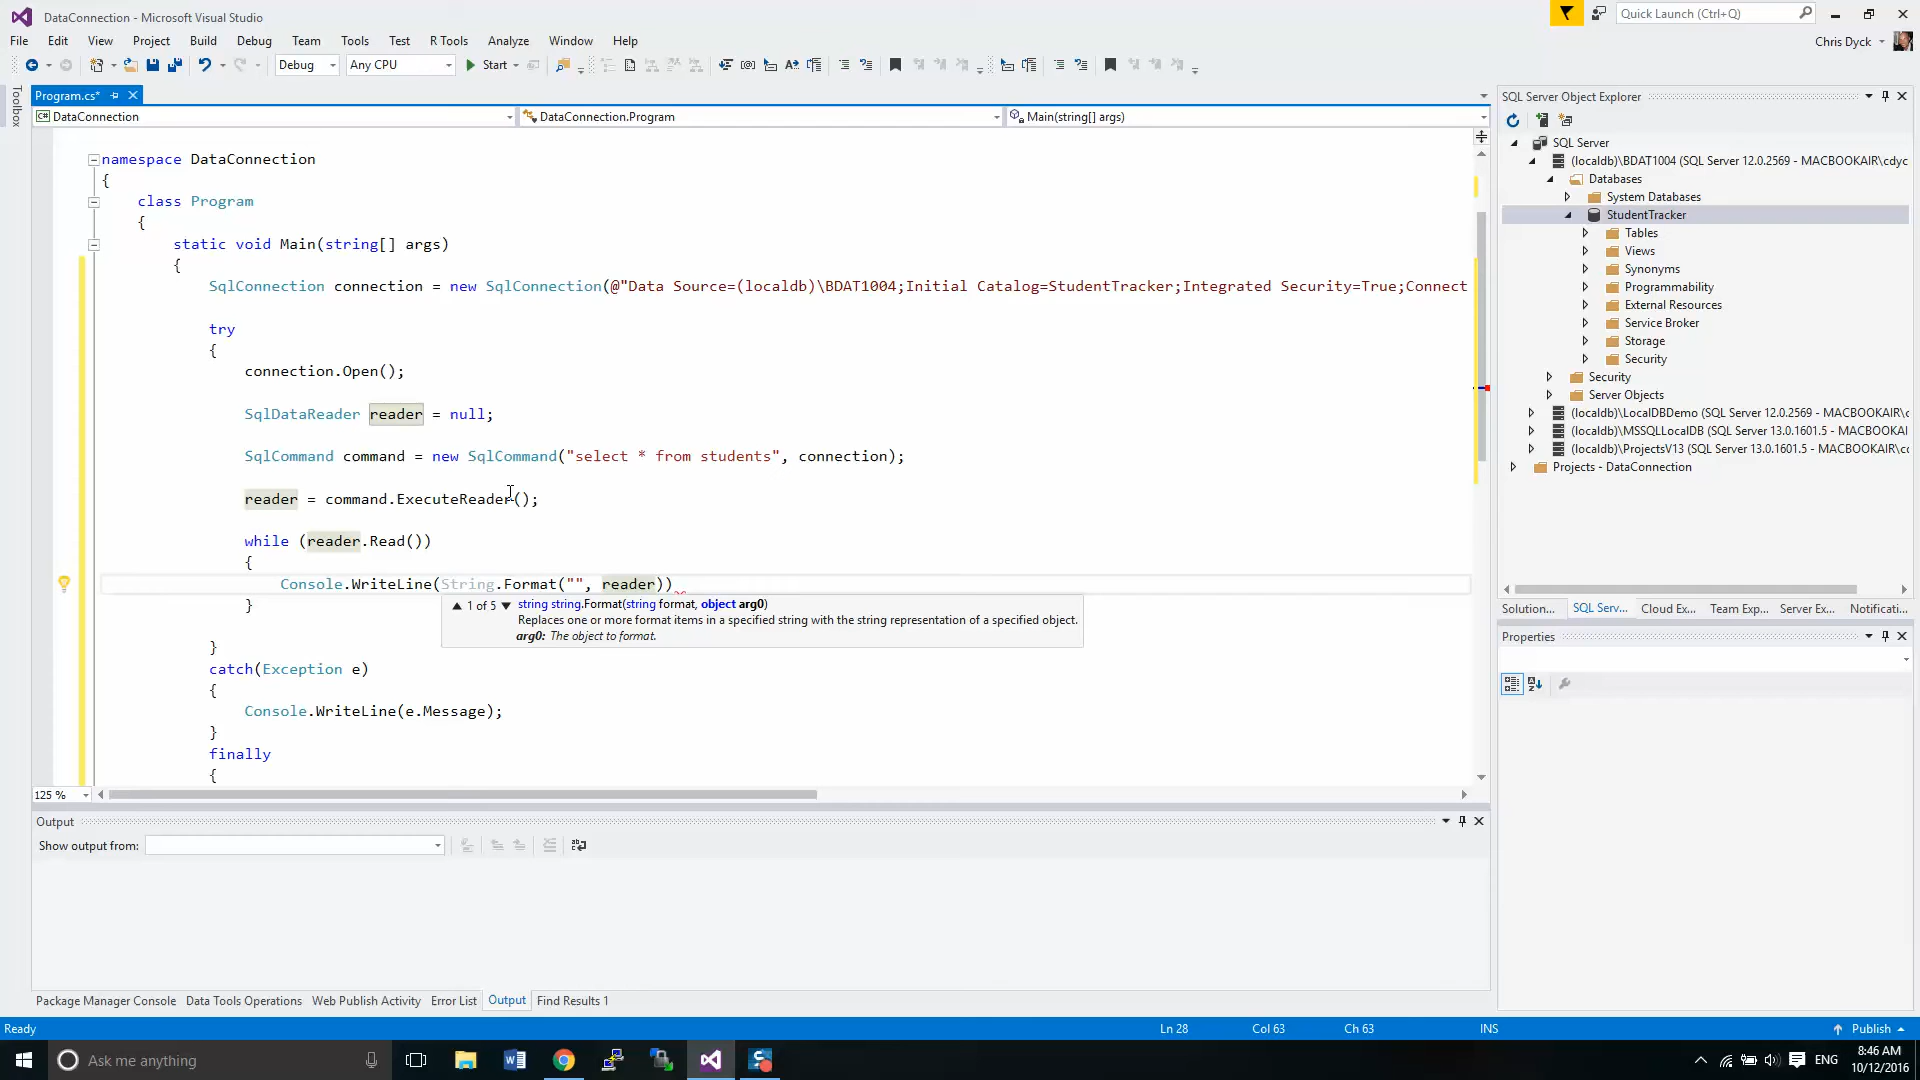 DataConnection - Microsoft Visual Studio
Quick Launch (Ctrl+Q)
File Edit View Project Build Debug Team Tools Test R Tools Analyze Window Help
Chris Dyck
Debug Any CPU Start
Toolbox
Program.cs*
DataConnection DataConnection.Program Main(string[] args)
namespace DataConnection
{
class Program
{
static void Main(string[] args)
{
SqlConnection connection = new SqlConnection(@"Data Source=(localdb)\BDAT1004;Initial Catalog=StudentTracker;Integrated Security=True;Connect
try
{
connection.Open();
SqlDataReader reader = null;
SqlCommand command = new SqlCommand("select * from students", connection);
reader = command.ExecuteReader();
while (reader.Read())
{
Console.WriteLine(String.Format("", reader))
}
1 of 5 string string.Format(string format, object arg0)
Replaces one or more format items in a specified string with the string representation of a specified object.
arg0: The object to format.
}
catch(Exception e)
{
Console.WriteLine(e.Message);
}
finally
{
125 %
Output
Show output from:
Package Manager Console Data Tools Operations Web Publish Activity Error List Output Find Results 1
SQL Server Object Explorer
SQL Server
(localdb)\BDAT1004 (SQL Server 12.0.2569 - MACBOOKAIR\cdyc
Databases
System Databases
StudentTracker
Tables
Views
Synonyms
Programmability
External Resources
Service Broker
Storage
Security
Security
Server Objects
(localdb)\LocalDBDemo (SQL Server 12.0.2569 - MACBOOKAIR\c
(localdb)\MSSQLLocalDB (SQL Server 13.0.1601.5 - MACBOOKAIR
(localdb)\ProjectsV13 (SQL Server 13.0.1601.5 - MACBOOKAIR\c
Projects - DataConnection
Solution... SQL Serv... Cloud Ex... Team Exp... Server Ex... Notificati...
Properties
Ready Ln 28 Col 63 Ch 63 INS Publish
Ask me anything
ENG
8:46 AM
10/12/2016